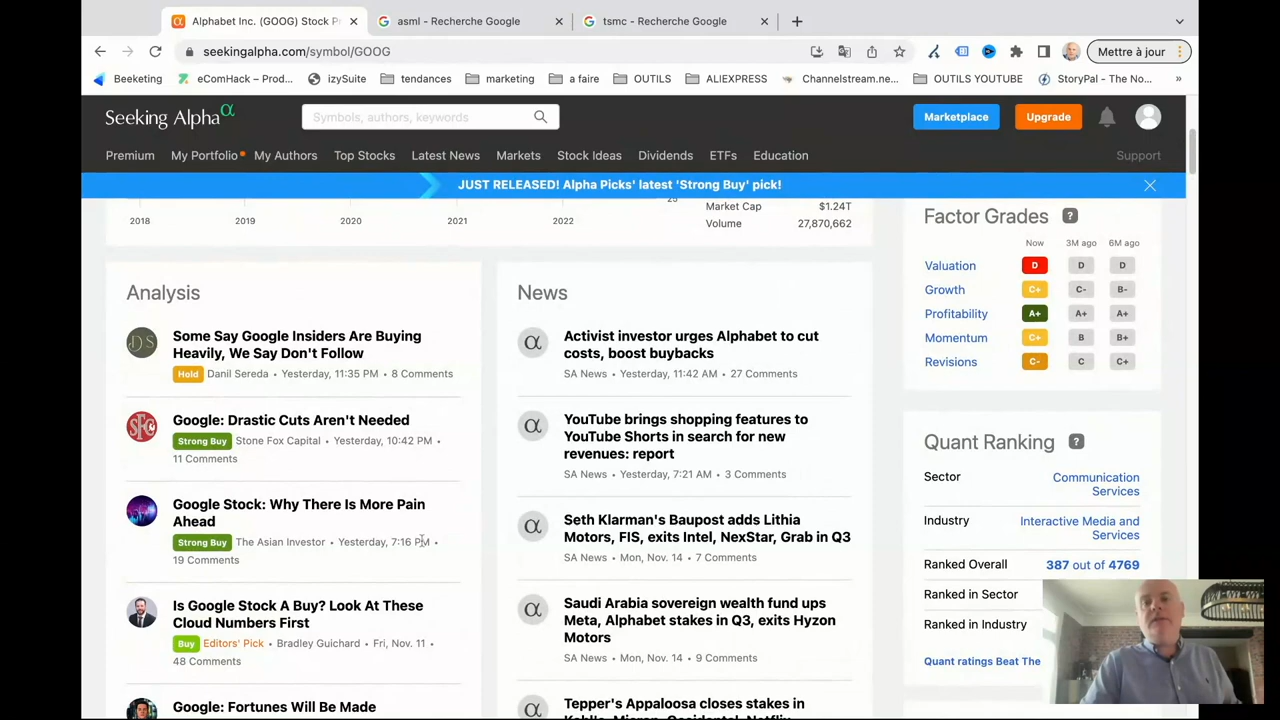 Alphabet Inc. (GOOG) Stock Pr
asml - Recherche Google
tsmc - Recherche Google
seekingalpha.com/symbol/GOOG
Mettre à jour
Beeketing
eComHack – Prod...
izySuite
tendances
marketing
a faire
OUTILS
ALIEXPRESS
Channelstream.ne...
OUTILS YOUTUBE
StoryPal - The No...
»
Seeking Alpha α
Symbols, authors, keywords
Marketplace
Upgrade
Premium
My Portfolio
My Authors
Top Stocks
Latest News
Markets
Stock Ideas
Dividends
ETFs
Education
Support
JUST RELEASED! Alpha Picks' latest 'Strong Buy' pick!
25
2018 2019 2020 2021 2022
Market Cap $1.24T
Volume 27,870,662
Analysis
Some Say Google Insiders Are Buying
Heavily, We Say Don't Follow
Hold Danil Sereda • Yesterday, 11:35 PM • 8 Comments
Google: Drastic Cuts Aren't Needed
Strong Buy Stone Fox Capital • Yesterday, 10:42 PM •
11 Comments
Google Stock: Why There Is More Pain
Ahead
Strong Buy The Asian Investor • Yesterday, 7:16 PM •
19 Comments
Is Google Stock A Buy? Look At These
Cloud Numbers First
Buy Editors' Pick • Bradley Guichard • Fri, Nov. 11 •
48 Comments
Google: Fortunes Will Be Made
DS
SFC
News
Activist investor urges Alphabet to cut
costs, boost buybacks
SA News • Yesterday, 11:42 AM • 27 Comments
YouTube brings shopping features to
YouTube Shorts in search for new
revenues: report
SA News • Yesterday, 7:21 AM • 3 Comments
Seth Klarman's Baupost adds Lithia
Motors, FIS, exits Intel, NexStar, Grab in Q3
SA News • Mon, Nov. 14 • 7 Comments
Saudi Arabia sovereign wealth fund ups
Meta, Alphabet stakes in Q3, exits Hyzon
Motors
SA News • Mon, Nov. 14 • 9 Comments
Tepper's Appaloosa closes stakes in
Factor Grades ?
Now 3M ago 6M ago
Valuation D D D
Growth C+ C- B-
Profitability A+ A+ A+
Momentum C+ B B+
Revisions C- C C+
Quant Ranking ?
Sector Communication
Services
Industry Interactive Media and
Services
Ranked Overall 387 out of 4769
Ranked in Sector
Ranked in Industry
Quant ratings Beat The